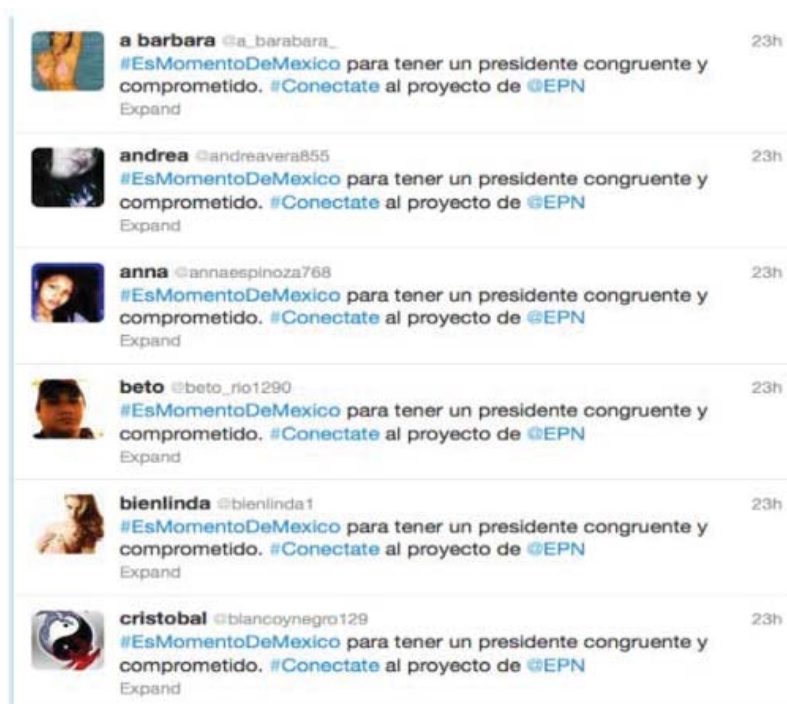 a barbara @a_barabara_ 23h
#EsMomentoDeMexico para tener un presidente congruente y
comprometido. #Conectate al proyecto de @EPN
Expand
andrea @andreavera855 23h
#EsMomentoDeMexico para tener un presidente congruente y
comprometido. #Conectate al proyecto de @EPN
Expand
anna @annaespinoza768 23h
#EsMomentoDeMexico para tener un presidente congruente y
comprometido. #Conectate al proyecto de @EPN
Expand
beto @beto_rio1290 23h
#EsMomentoDeMexico para tener un presidente congruente y
comprometido. #Conectate al proyecto de @EPN
Expand
bienlinda @bienlinda1 23h
#EsMomentoDeMexico para tener un presidente congruente y
comprometido. #Conectate al proyecto de @EPN
Expand
cristobal @blancoynegro129 23h
#EsMomentoDeMexico para tener un presidente congruente y
comprometido. #Conectate al proyecto de @EPN
Expand